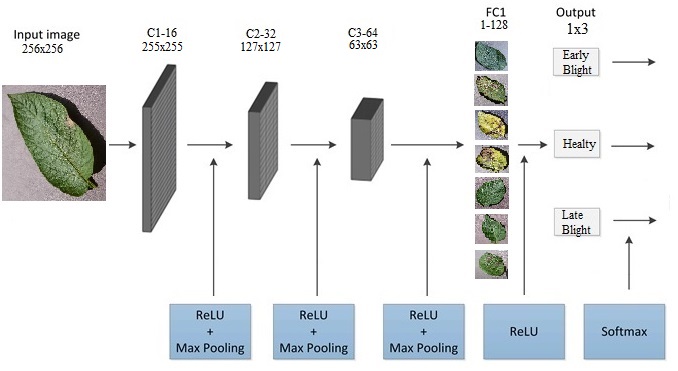 Input image
256x256
C1-16
255x255
C2-32
127x127
C3-64
63x63
FC1
1-128
Output
1x3
Early
Blight
Healty
Late
Blight
ReLU
+
Max Pooling
ReLU
+
Max Pooling
ReLU
+
Max Pooling
ReLU
Softmax